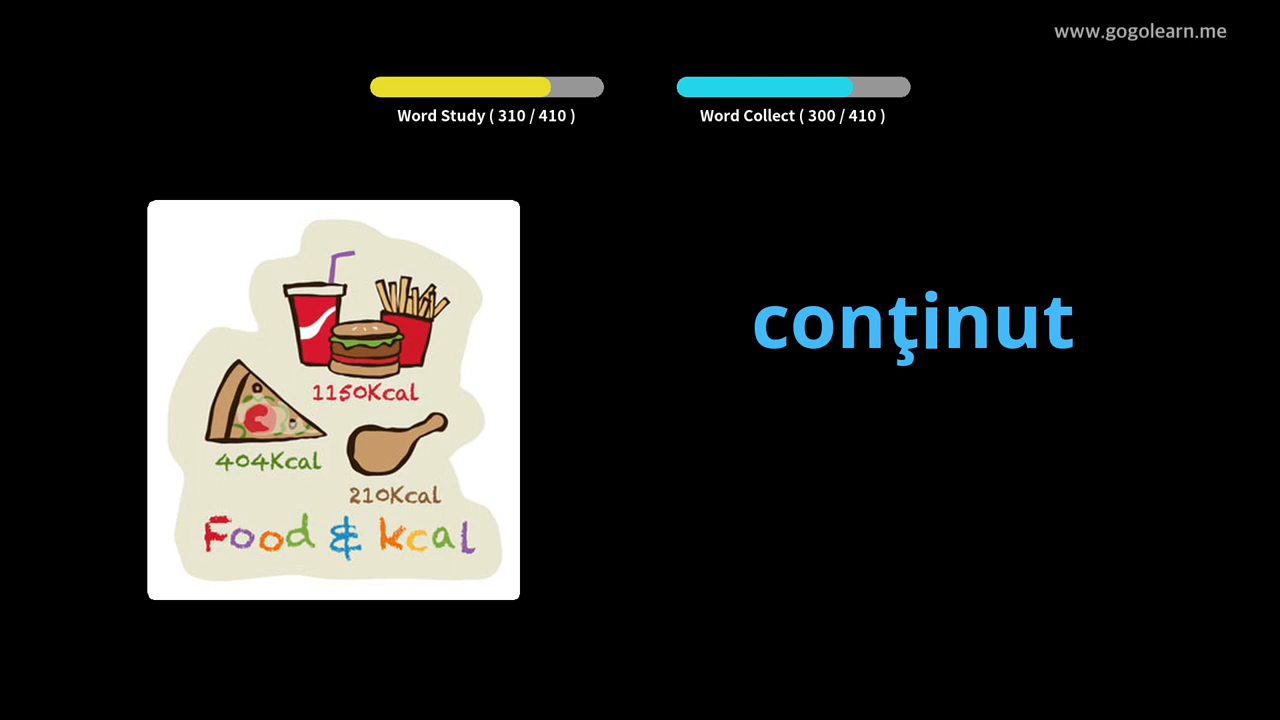 www.gogolearn.me
Word Study ( 310 / 410 )
Word Collect ( 300 / 410 )
conţinut
1150Kcal
404Kcal
210Kcal
Food & kcal